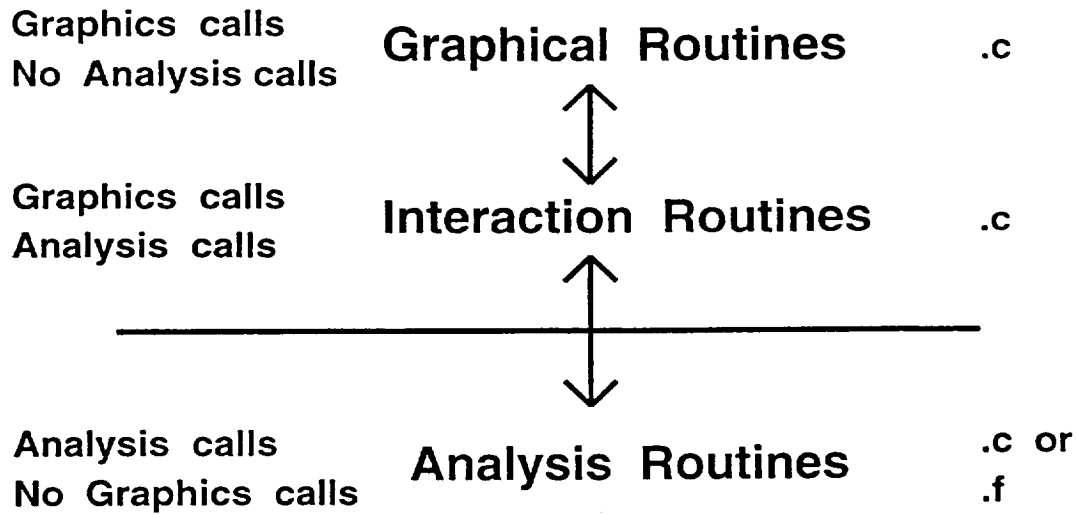 Graphics calls
No Analysis calls
Graphical Routines
.c
Graphics calls
Analysis calls
Interaction Routines
.c
Analysis calls
No Graphics calls
Analysis Routines
.c or
.f